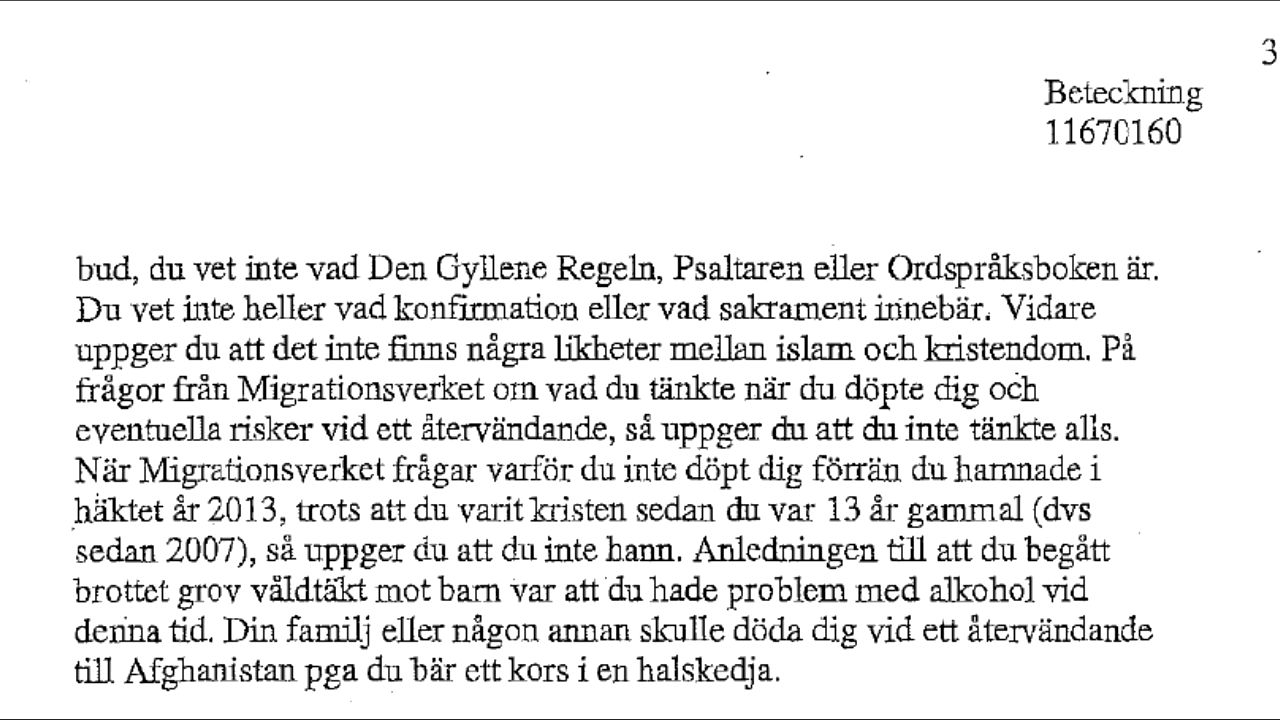 3
Beteckning
11670160
bud, du vet inte vad Den Gyllene Regeln, Psaltaren eller Ordspråksboken är.
Du vet inte heller vad konfirmation eller vad sakrament innebär. Vidare
uppger du att det inte finns några likheter mellan islam och kristendom. På
frågor från Migrationsverket om vad du tänkte när du döpte dig och
eventuella risker vid ett återvändande, så uppger du att du inte tänkte alls.
När Migrationsverket frågar varför du inte döpt dig förrän du hamnade i
häktet år 2013, trots att du varit kristen sedan du var 13 år gammal (dvs
sedan 2007), så uppger du att du inte hann. Anledningen till att du begått
brottet grov våldtäkt mot barn var att du hade problem med alkohol vid
denna tid. Din familj eller någon annan skulle döda dig vid ett återvändande
till Afghanistan pga du bär ett kors i en halskedja.